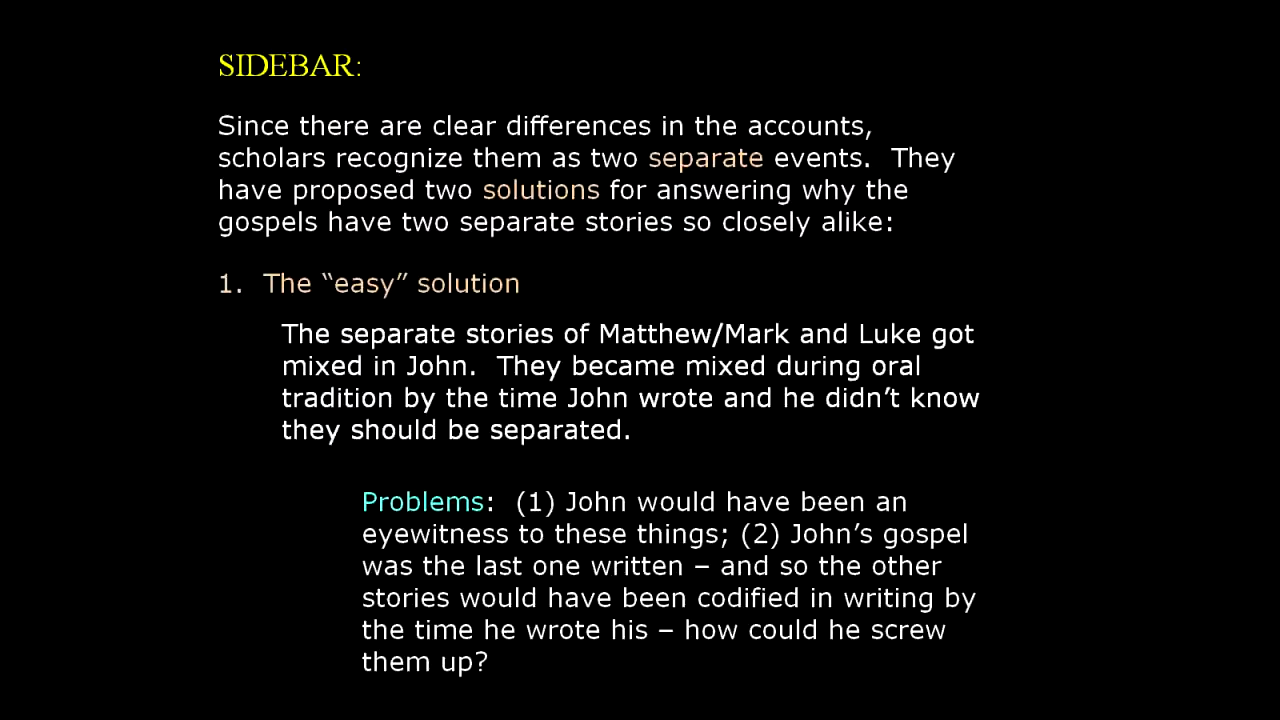 SIDEBAR:
Since there are clear differences in the accounts,
scholars recognize them as two separate events.  They
have proposed two solutions for answering why the
gospels have two separate stories so closely alike:
1.  The “easy” solution
The separate stories of Matthew/Mark and Luke got
mixed in John.  They became mixed during oral
tradition by the time John wrote and he didn’t know
they should be separated.
Problems:  (1) John would have been an
eyewitness to these things; (2) John’s gospel
was the last one written – and so the other
stories would have been codified in writing by
the time he wrote his – how could he screw
them up?